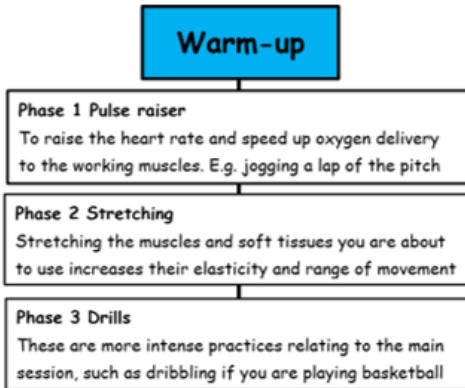 Warm-up
Phase 1 Pulse raiser
To raise the heart rate and speed up oxygen delivery
to the working muscles. E.g. jogging a lap of the pitch
Phase 2 Stretching
Stretching the muscles and soft tissues you are about
to use increases their elasticity and range of movement
Phase 3 Drills
These are more intense practices relating to the main
session, such as dribbling if you are playing basketball